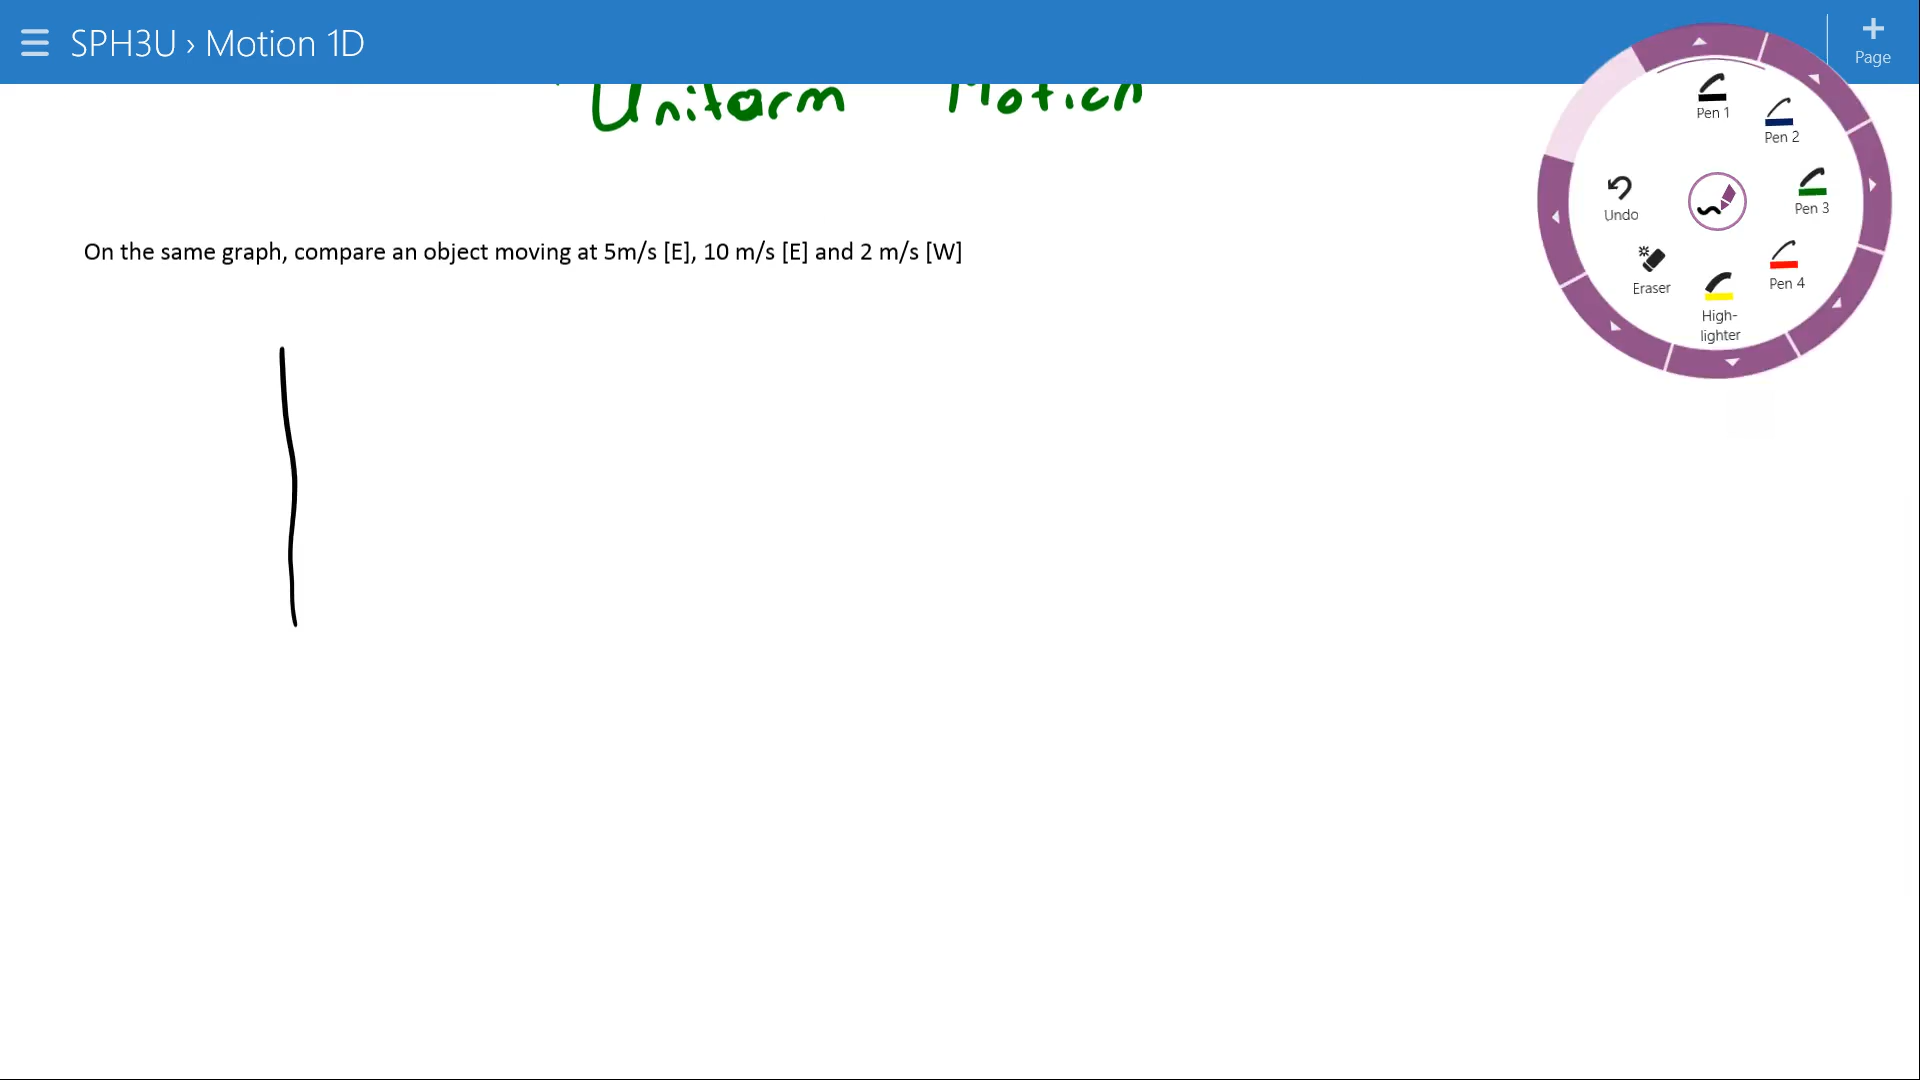 SPH3U › Motion 1D
+
Page
Uniform Motion
Pen 1
Pen 2
Undo
Pen 3
On the same graph, compare an object moving at 5m/s [E], 10 m/s [E] and 2 m/s [W]
Eraser
Pen 4
High-
lighter